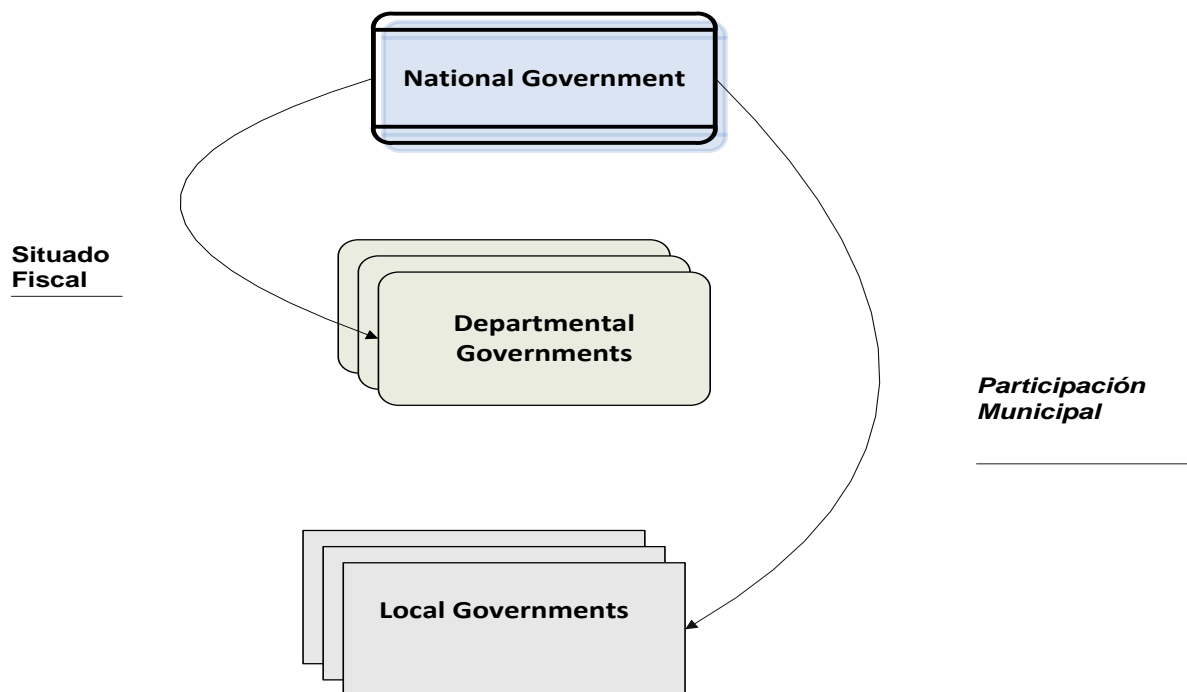 National Government
Situado
Fiscal
Departmental
Governments
Participación
Municipal
Local Governments